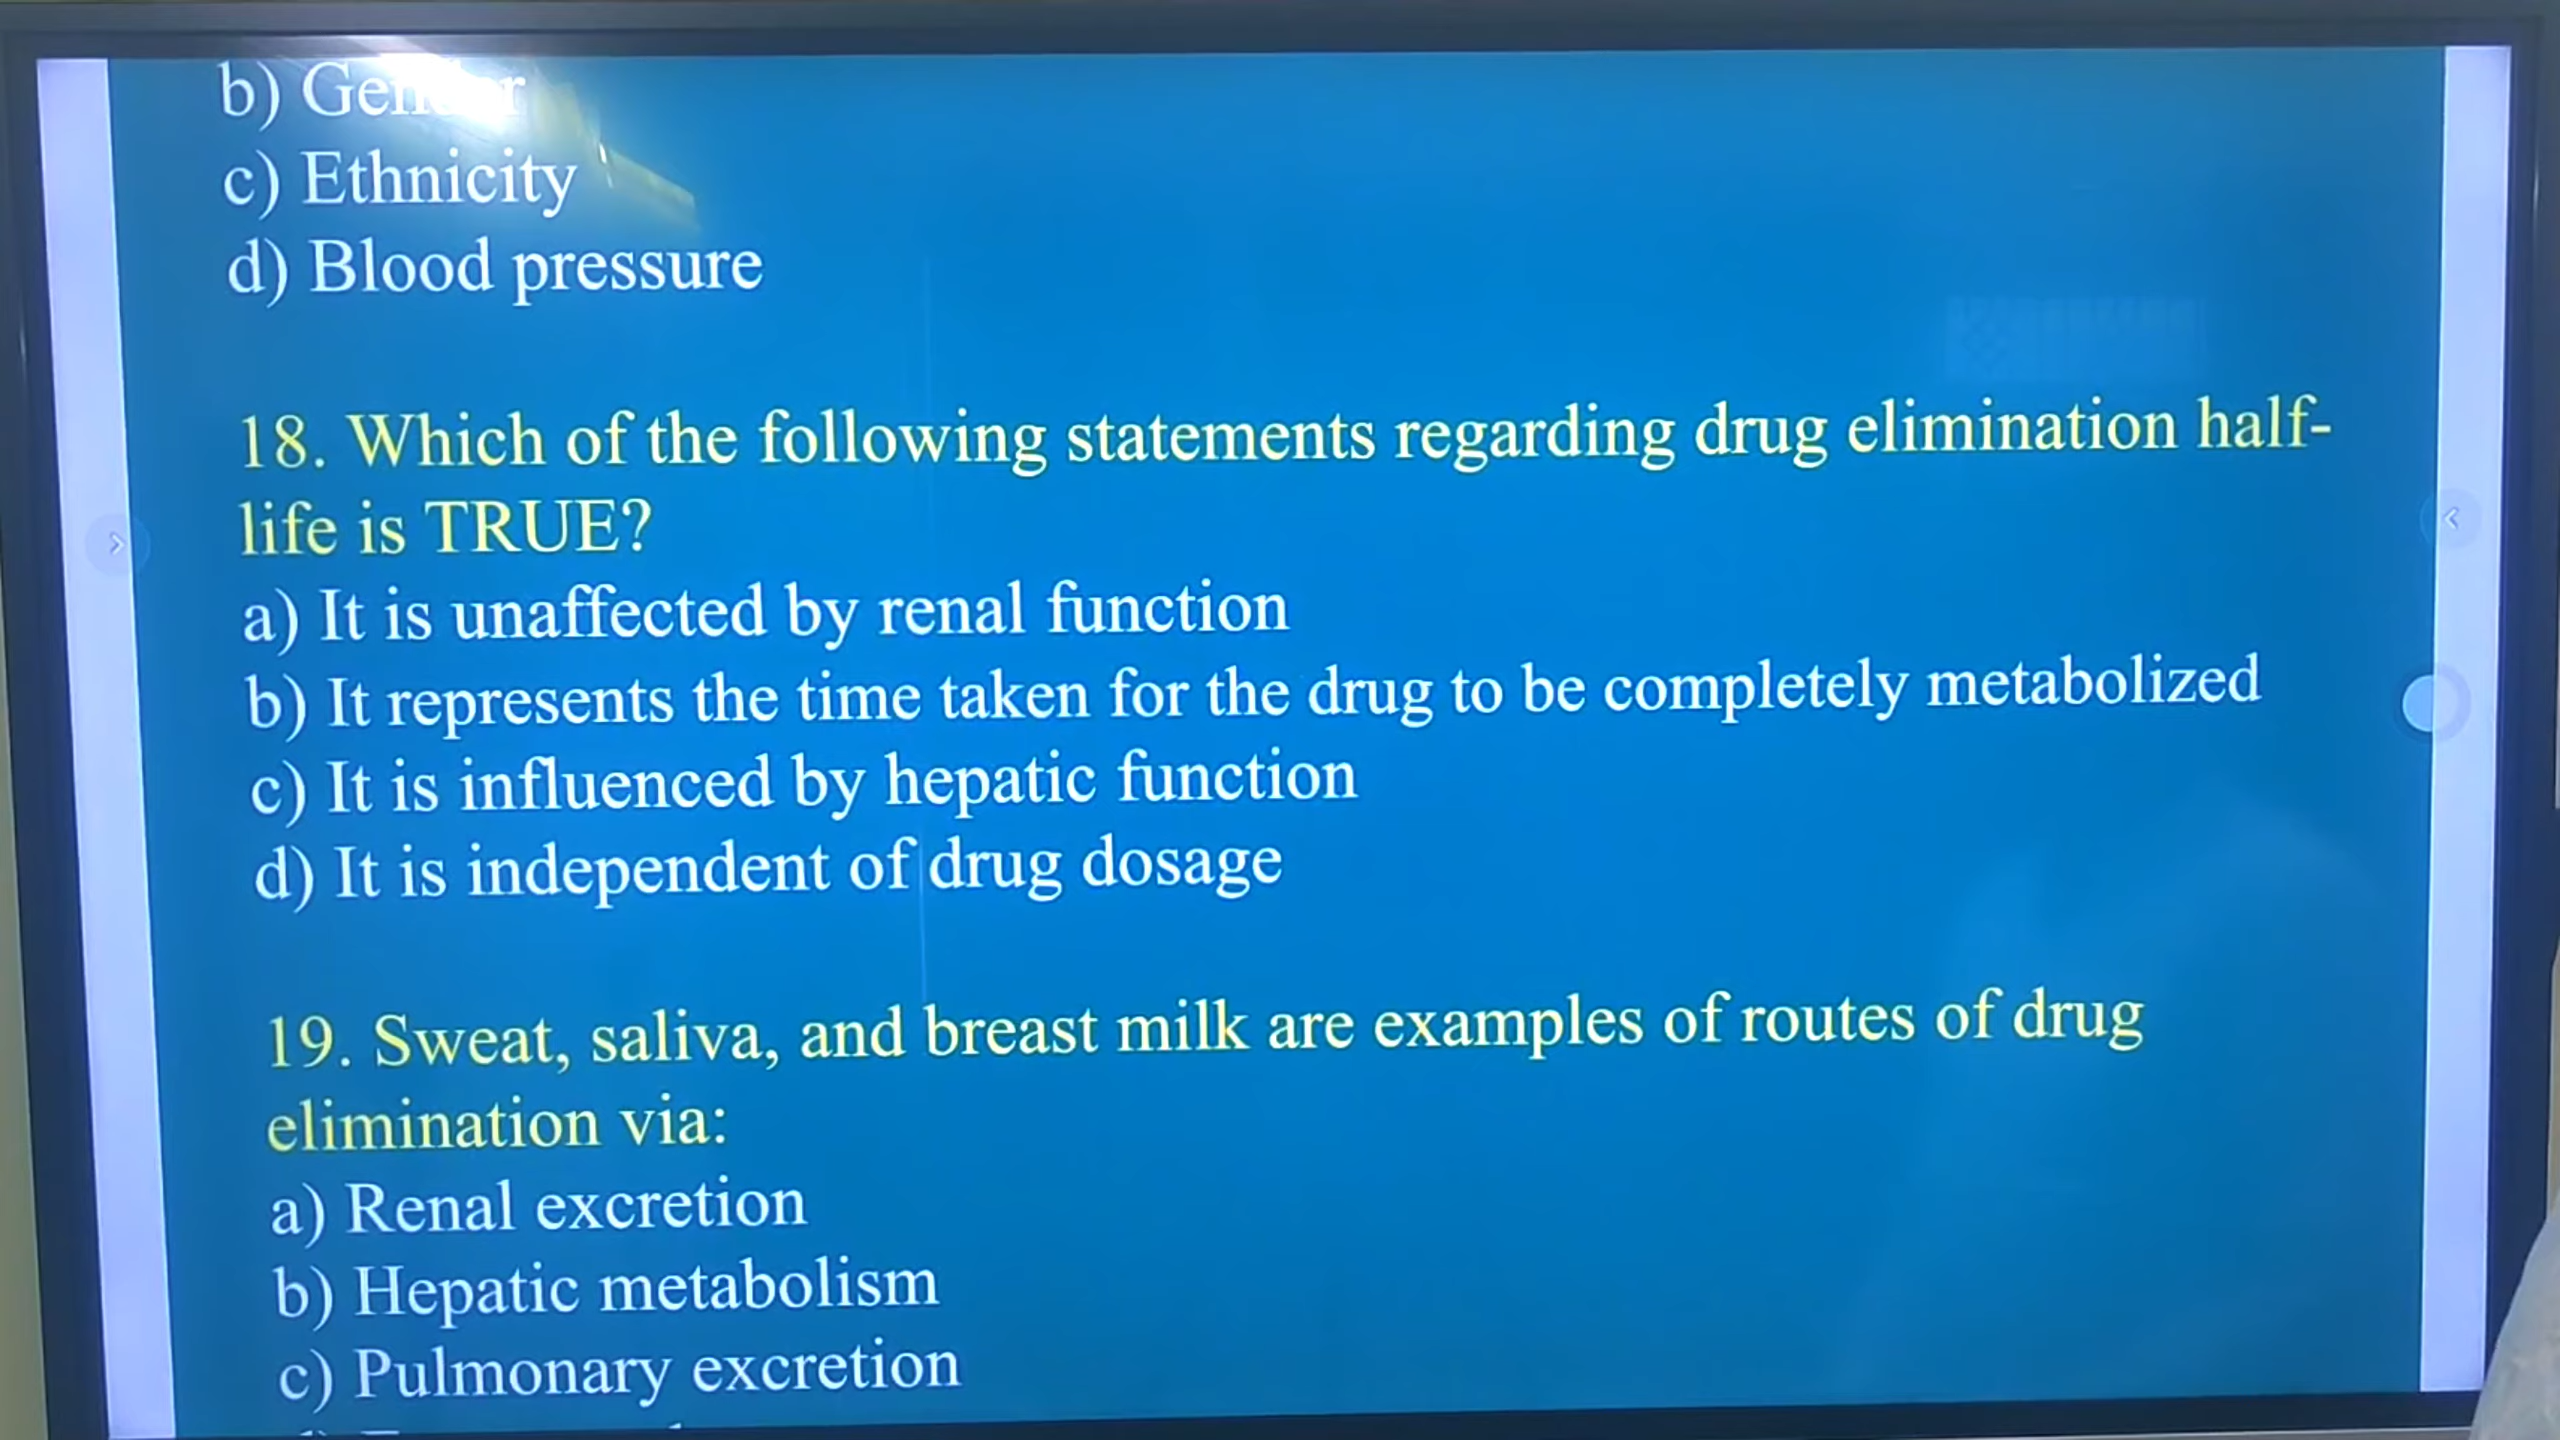 b) Gender
c) Ethnicity
d) Blood pressure
18. Which of the following statements regarding drug elimination half-
life is TRUE?
a) It is unaffected by renal function
b) It represents the time taken for the drug to be completely metabolized
c) It is influenced by hepatic function
d) It is independent of drug dosage
19. Sweat, saliva, and breast milk are examples of routes of drug
elimination via:
a) Renal excretion
b) Hepatic metabolism
c) Pulmonary excretion